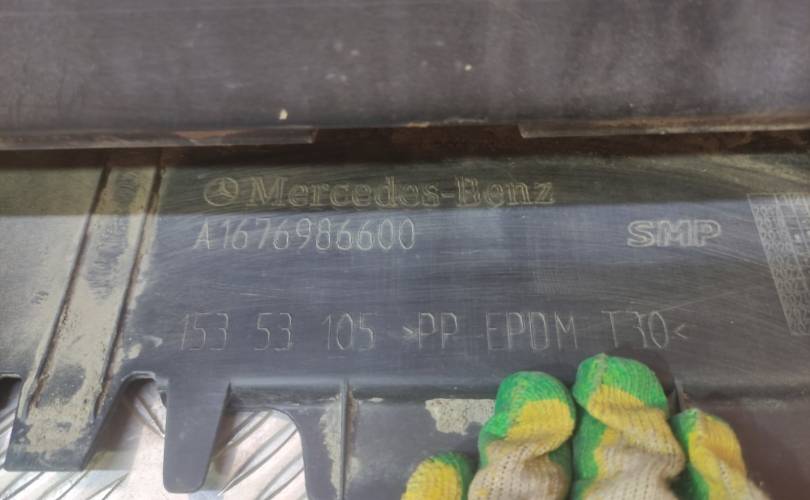 Mercedes-Benz
A1676986600
SMP
153 53 105 >PP EPDM T30<